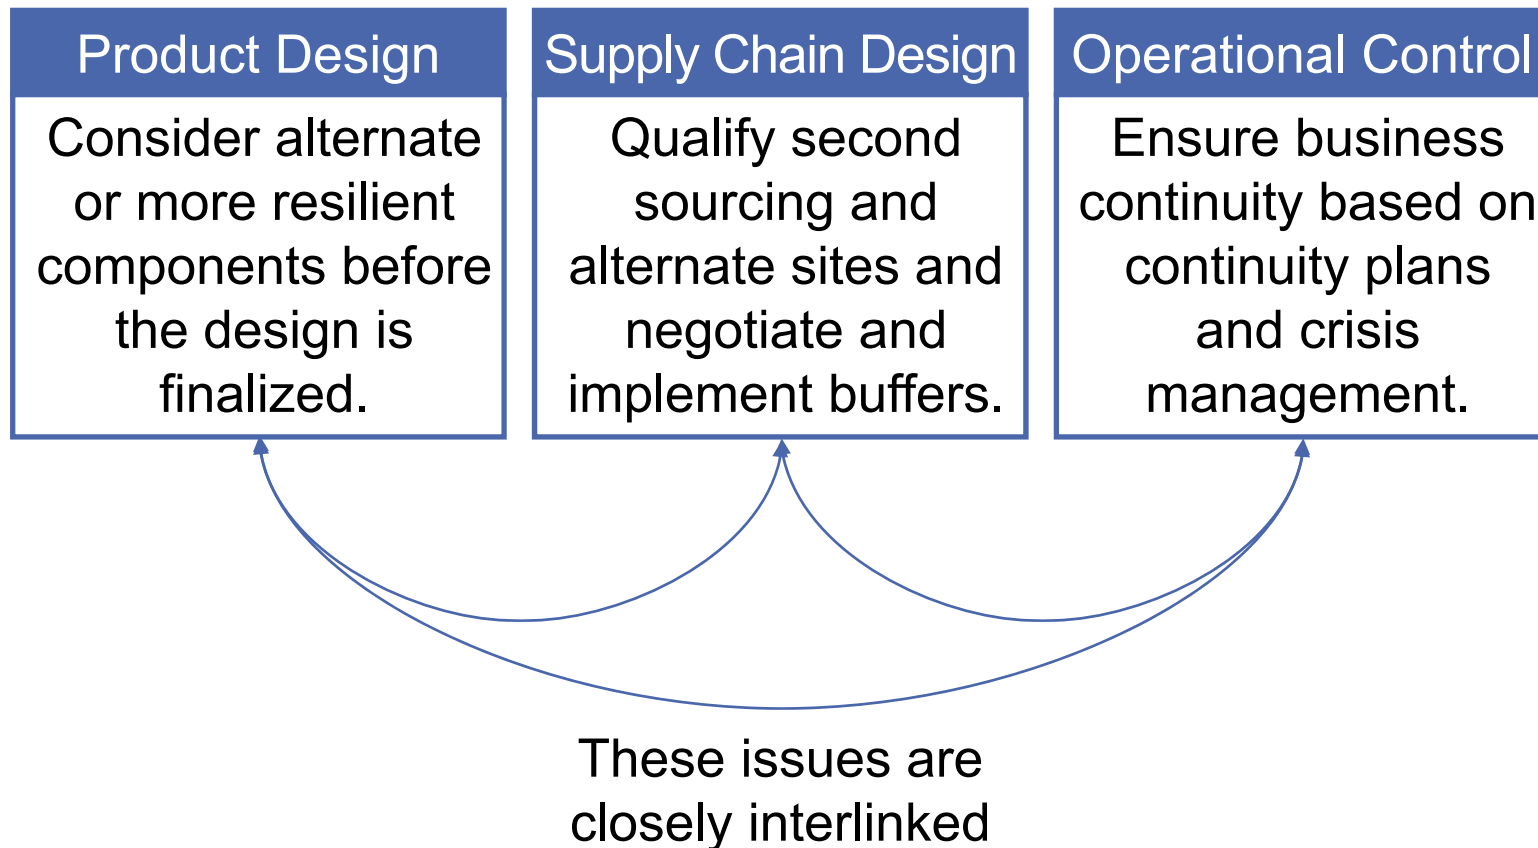 Product Design
Consider alternate
or more resilient
components before
the design is
finalized.
Supply Chain Design
Qualify second
sourcing and
alternate sites and
negotiate and
implement buffers.
Operational Control
Ensure business
continuity based on
continuity plans
and crisis
management.
These issues are
closely interlinked